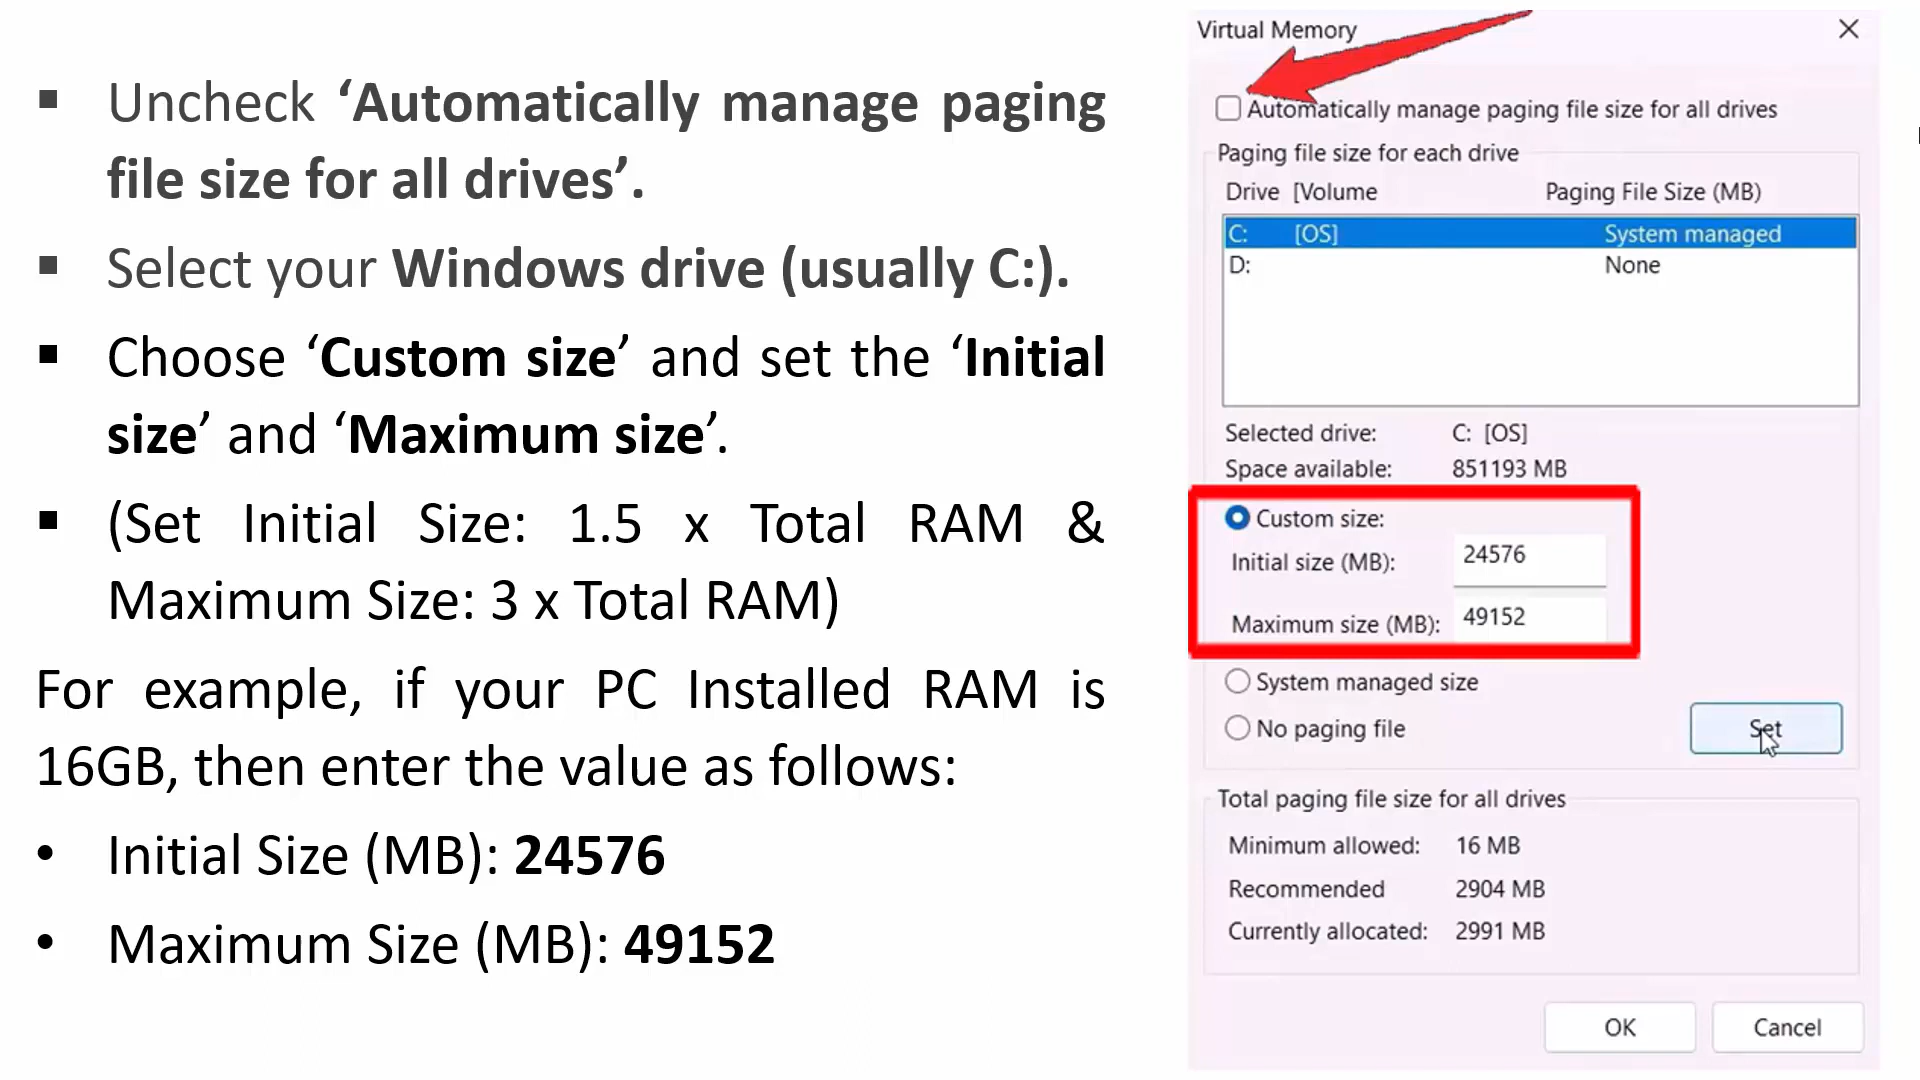 ▪ Uncheck ‘Automatically manage paging
file size for all drives’.
▪ Select your Windows drive (usually C:).
▪ Choose ‘Custom size’ and set the ‘Initial
size’ and ‘Maximum size’.
▪ (Set Initial Size: 1.5 x Total RAM &
Maximum Size: 3 x Total RAM)
For example, if your PC Installed RAM is
16GB, then enter the value as follows:
• Initial Size (MB): 24576
• Maximum Size (MB): 49152
Virtual Memory
Automatically manage paging file size for all drives
Paging file size for each drive
Drive [Volume Paging File Size (MB)
C: [OS] System managed
D: None
Selected drive: C: [OS]
Space available: 851193 MB
Custom size:
Initial size (MB): 24576
Maximum size (MB): 49152
System managed size
No paging file Set
Total paging file size for all drives
Minimum allowed: 16 MB
Recommended 2904 MB
Currently allocated: 2991 MB
OK Cancel